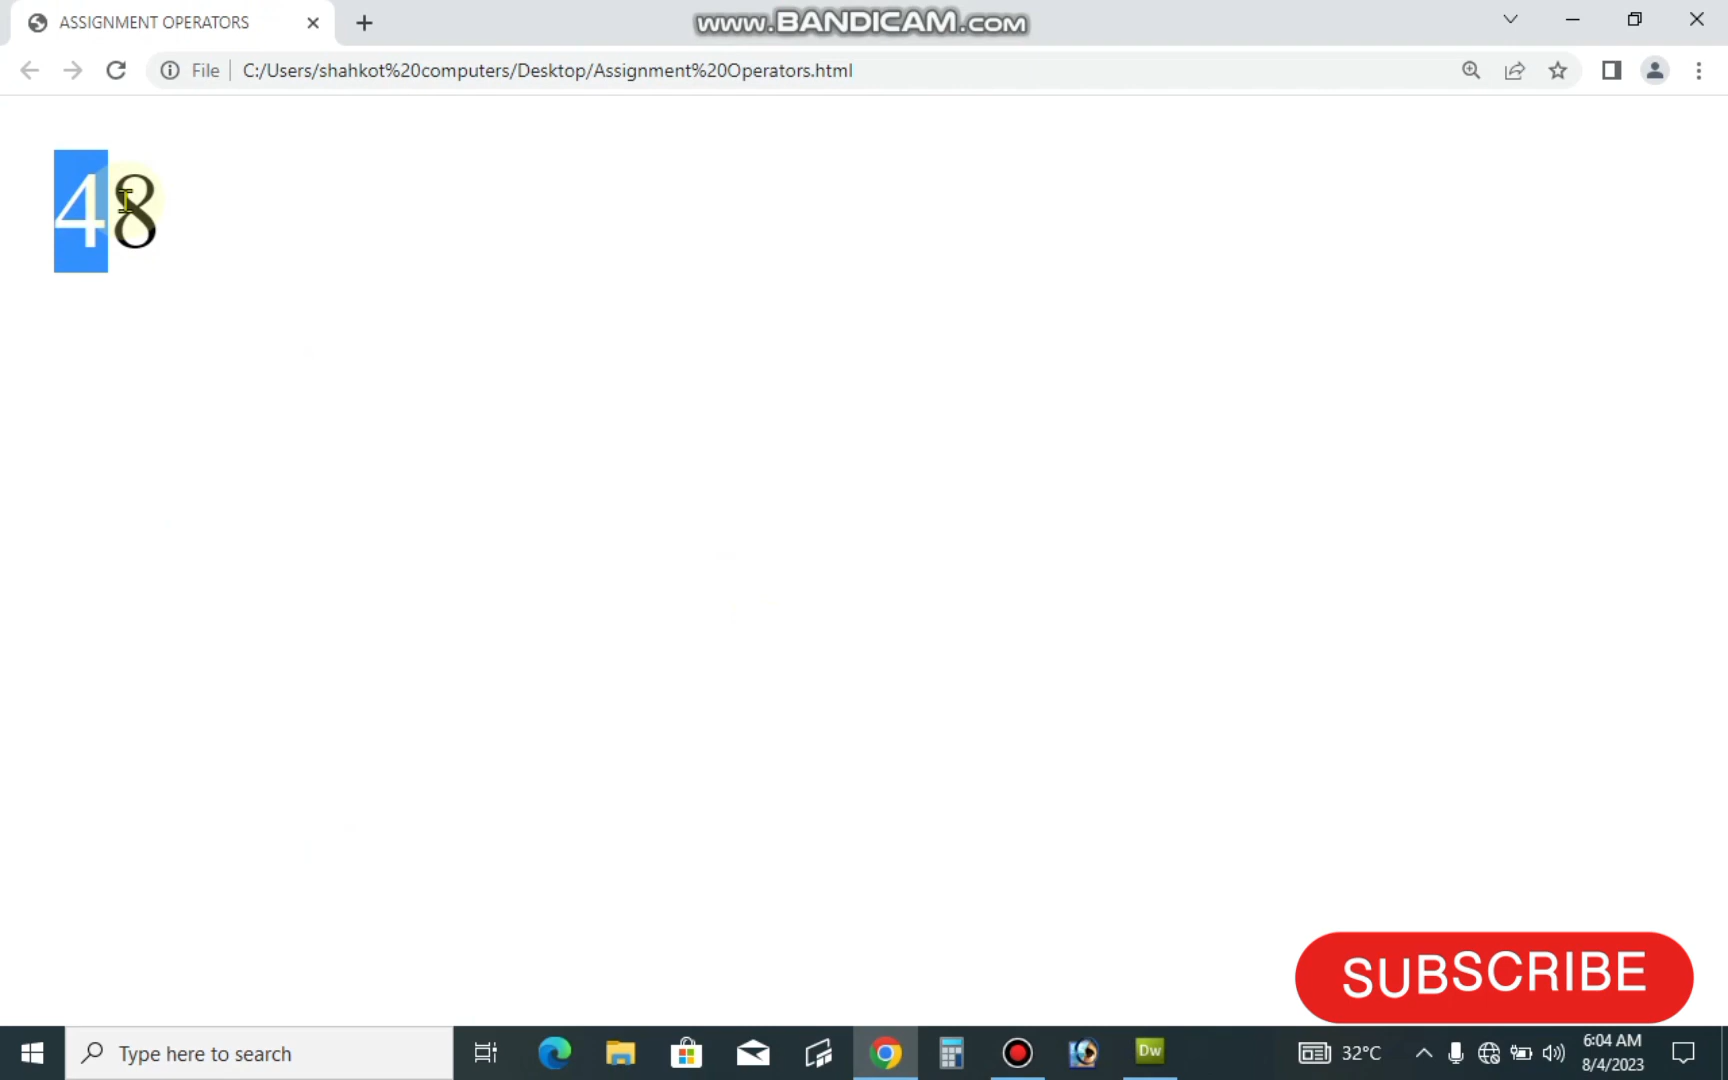 ASSIGNMENT OPERATORS
www.BANDICAM.com
File
C:/Users/shahkot%20computers/Desktop/Assignment%20Operators.html
48
SUBSCRIBE
Type here to search
Dw
32°C
6:04 AM
8/4/2023